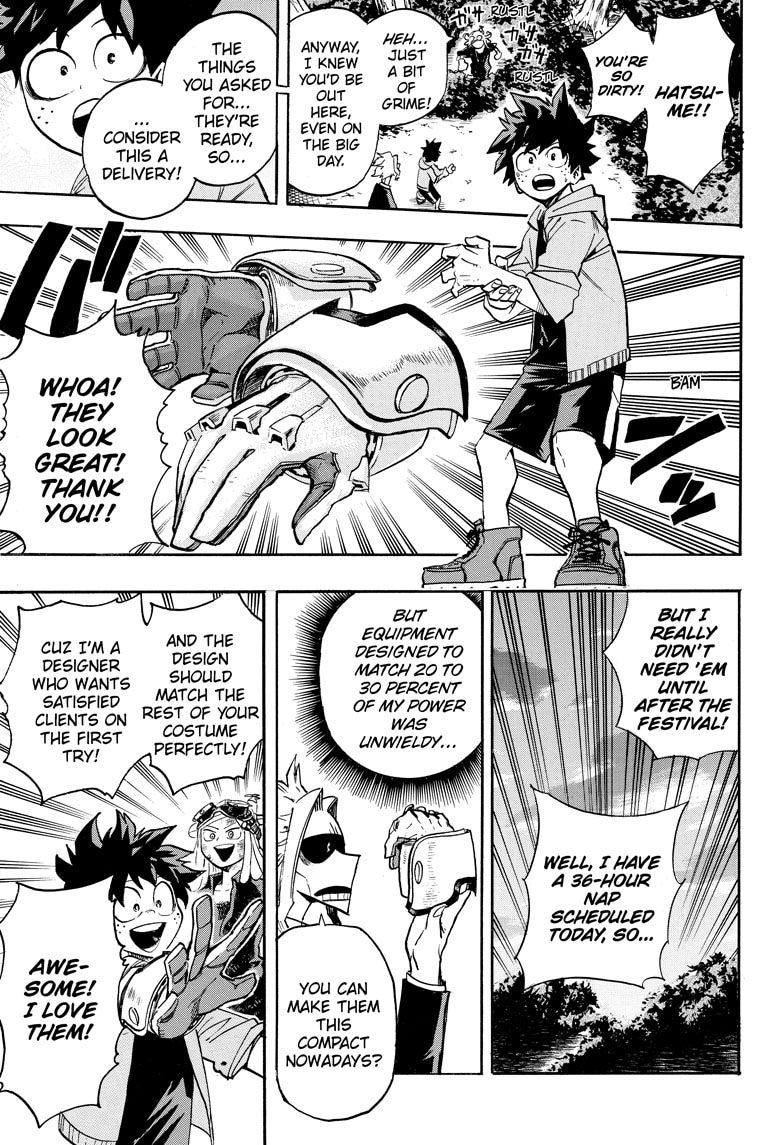 HATSU-
ME!!
YOU'RE
SO
DIRTY!
RUSTL
RUSTL
ガサ
ガサ
HEH...
JUST
A BIT
OF
GRIME!
ANYWAY,
I KNEW
YOU'D BE
OUT
HERE,
EVEN ON
THE BIG
DAY.
THE
THINGS
YOU ASKED
FOR...
THEY'RE
READY,
SO...
...
CONSIDER
THIS A
DELIVERY!
BAM
WHOA!
THEY
LOOK
GREAT!
THANK
YOU!!
BUT I
REALLY
DIDN'T
NEED 'EM
UNTIL
AFTER THE
FESTIVAL!
WELL, I HAVE
A 36-HOUR
NAP
SCHEDULED
TODAY, SO...
BUT
EQUIPMENT
DESIGNED TO
MATCH 20 TO
30 PERCENT
OF MY POWER
WAS
UNWIELDY...
YOU CAN
MAKE THEM
THIS
COMPACT
NOWADAYS?
AND THE
DESIGN
SHOULD
MATCH THE
REST OF YOUR
COSTUME
PERFECTLY!
CUZ I'M A
DESIGNER
WHO WANTS
SATISFIED
CLIENTS ON
THE FIRST
TRY!
AWE-
SOME!
I LOVE
THEM!